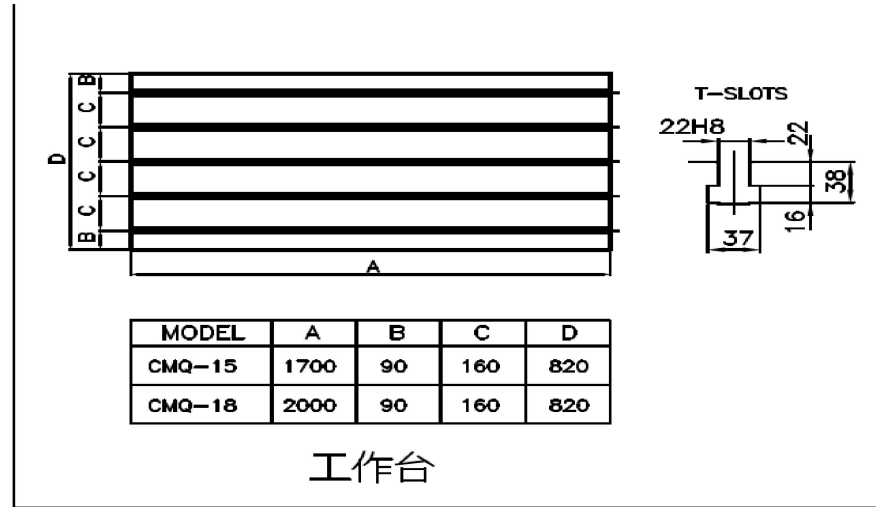 B
C
C
C
C
B
D
A
T-SLOTS
22H8
22
38
16
37
MODEL A B C D
CMQ-15 1700 90 160 820
CMQ-18 2000 90 160 820
工作台